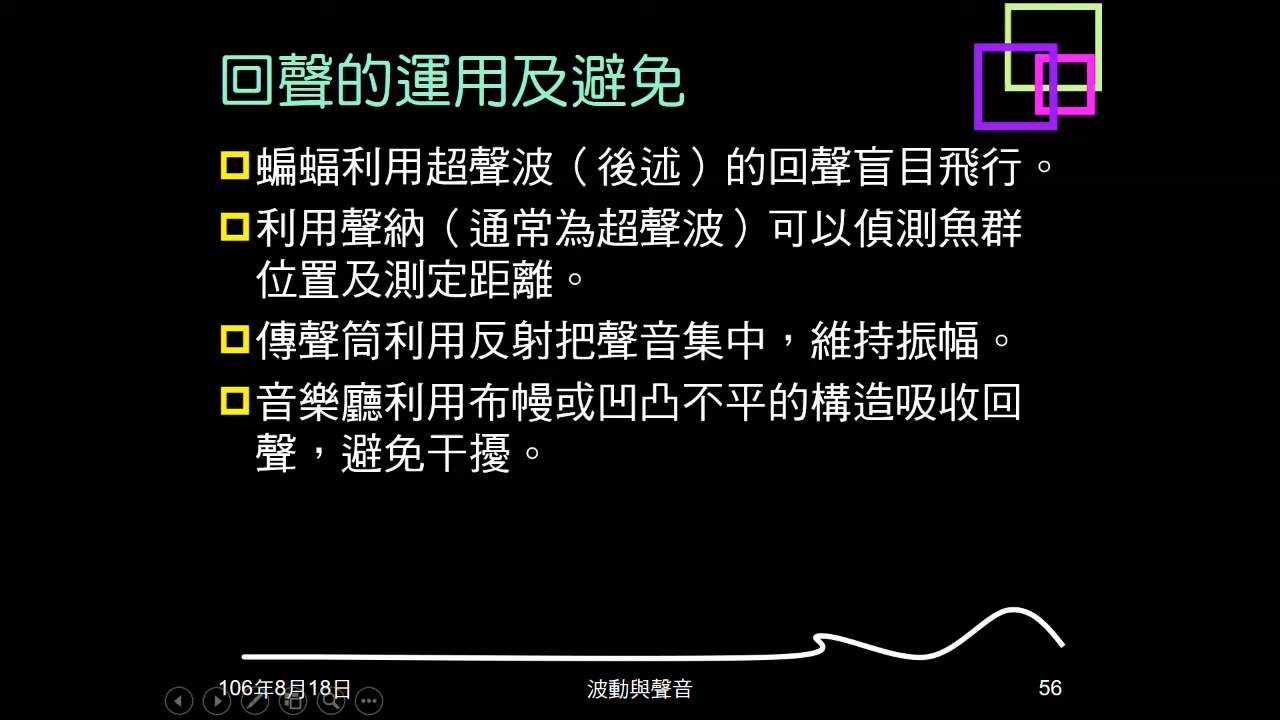 回聲的運用及避免
蝙蝠利用超聲波（後述）的回聲盲目飛行。
利用聲納（通常為超聲波）可以偵測魚群
位置及測定距離。
傳聲筒利用反射把聲音集中，維持振幅。
音樂廳利用布幔或凹凸不平的構造吸收回
聲，避免干擾。
106年8月18日
波動與聲音
56